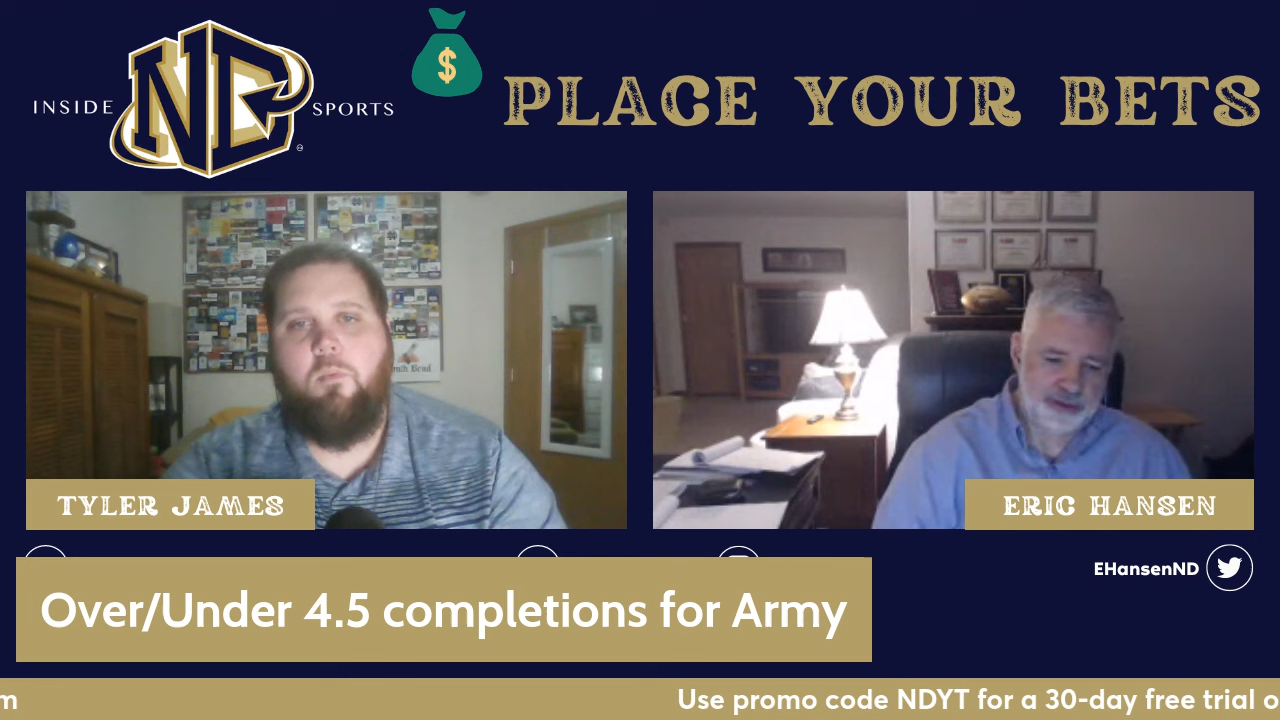 INSIDE ND SPORTS
$
PLACE YOUR BETS
TYLER JAMES
ERIC HANSEN
EHansenND
Over/Under 4.5 completions for Army
m
Use promo code NDYT for a 30-day free trial o